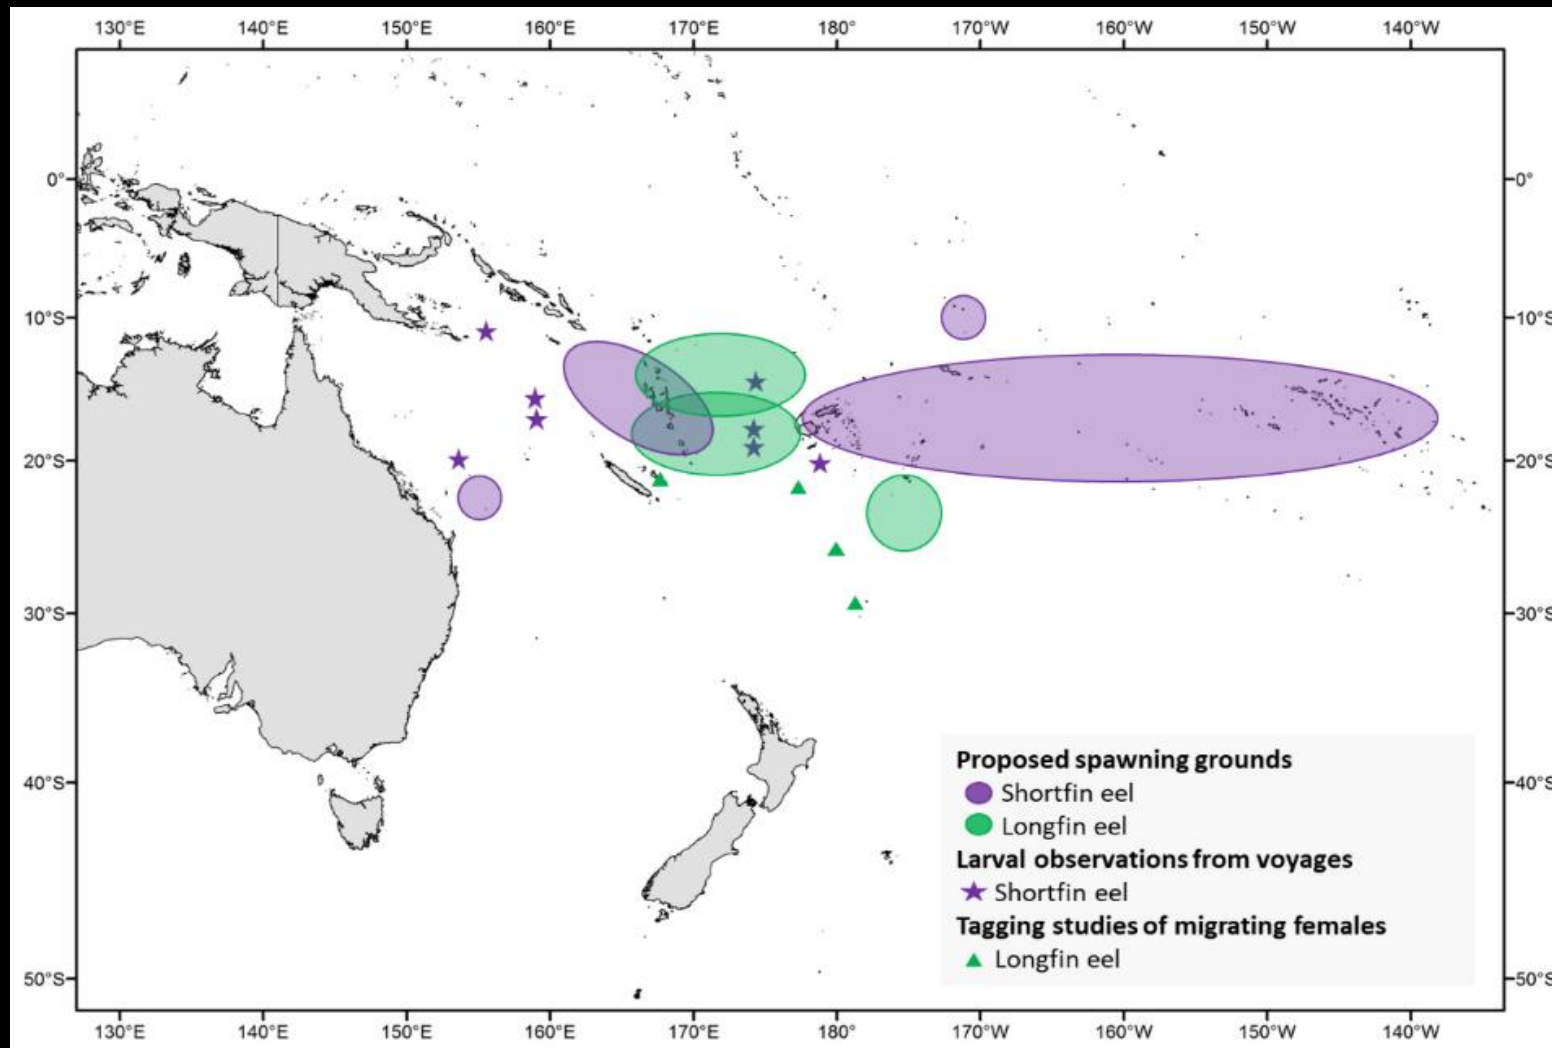 130°E 140°E 150°E 160°E 170°E 180° 170°W 160°W 150°W 140°W
0° 0°
10°S 10°S
20°S 20°S
30°S 30°S
Proposed spawning grounds
Shortfin eel
40°S 40°S
Longfin eel
Larval observations from voyages
Shortfin eel
Tagging studies of migrating females
Longfin eel
50°S 50°S
130°E 140°E 150°E 160°E 170°E 180° 170°W 160°W 150°W 140°W